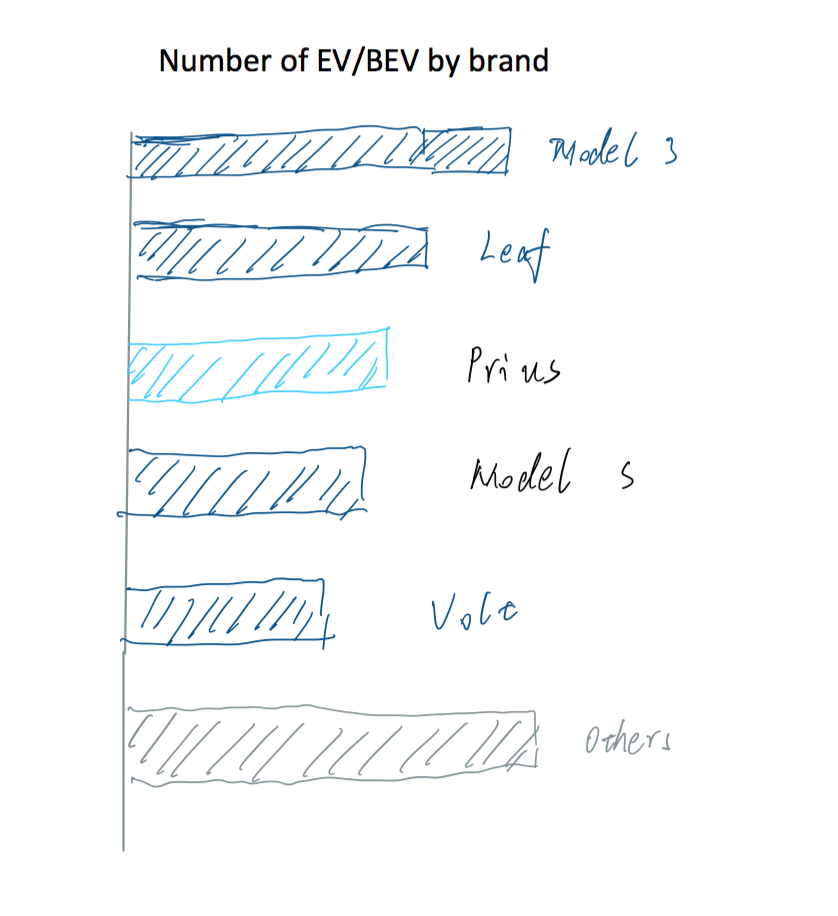 Number of EV/BEV by brand
Model 3
Leaf
Prius
Model S
Volt
Others